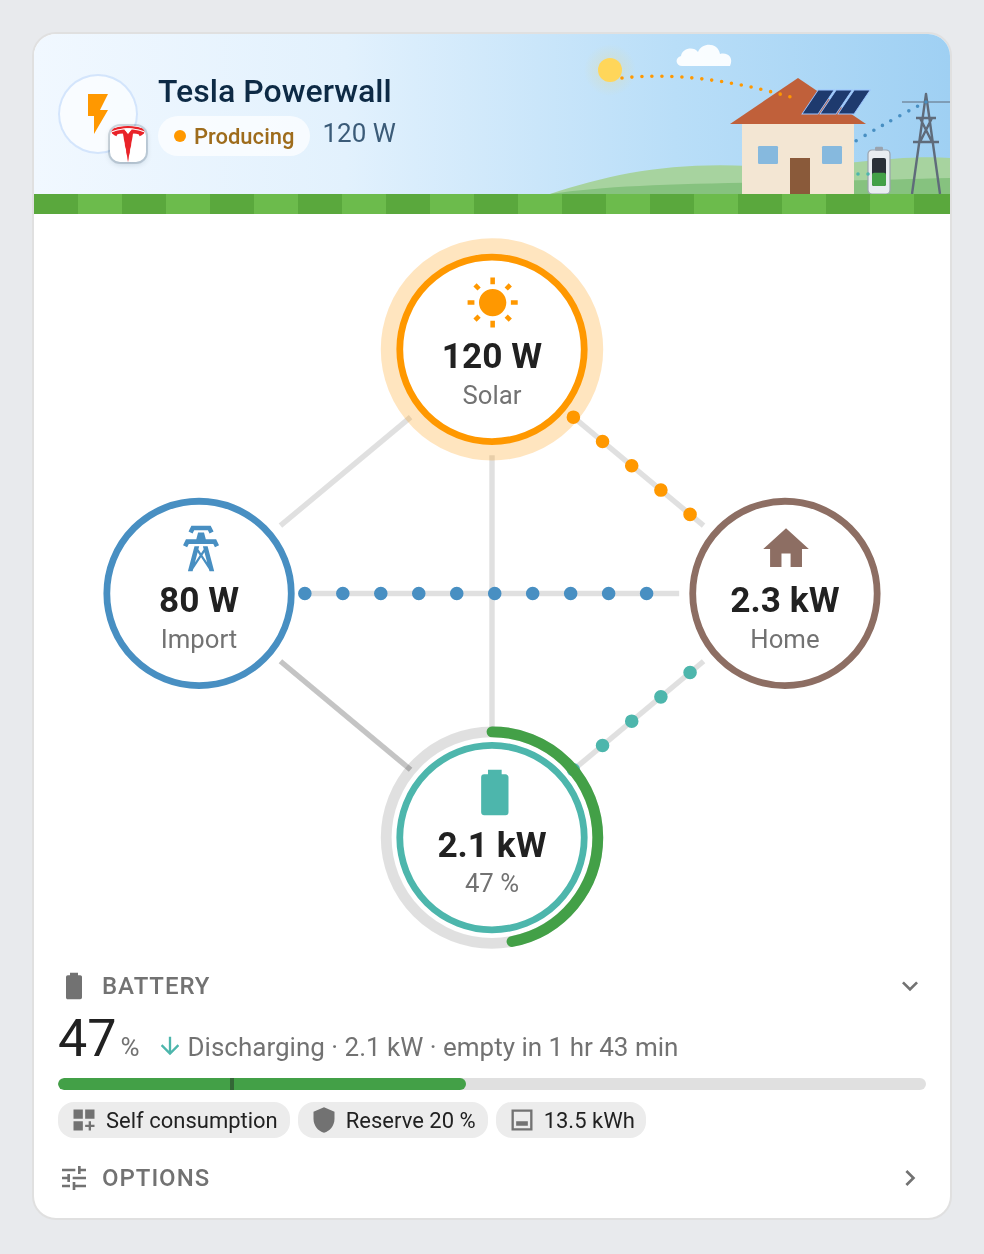 Tesla Powerwall
Producing 120 W
120 W
Solar
80 W
Import
2.3 kW
Home
2.1 kW
47 %
BATTERY
47 % Discharging · 2.1 kW · empty in 1 hr 43 min
Self consumption Reserve 20 % 13.5 kWh
OPTIONS